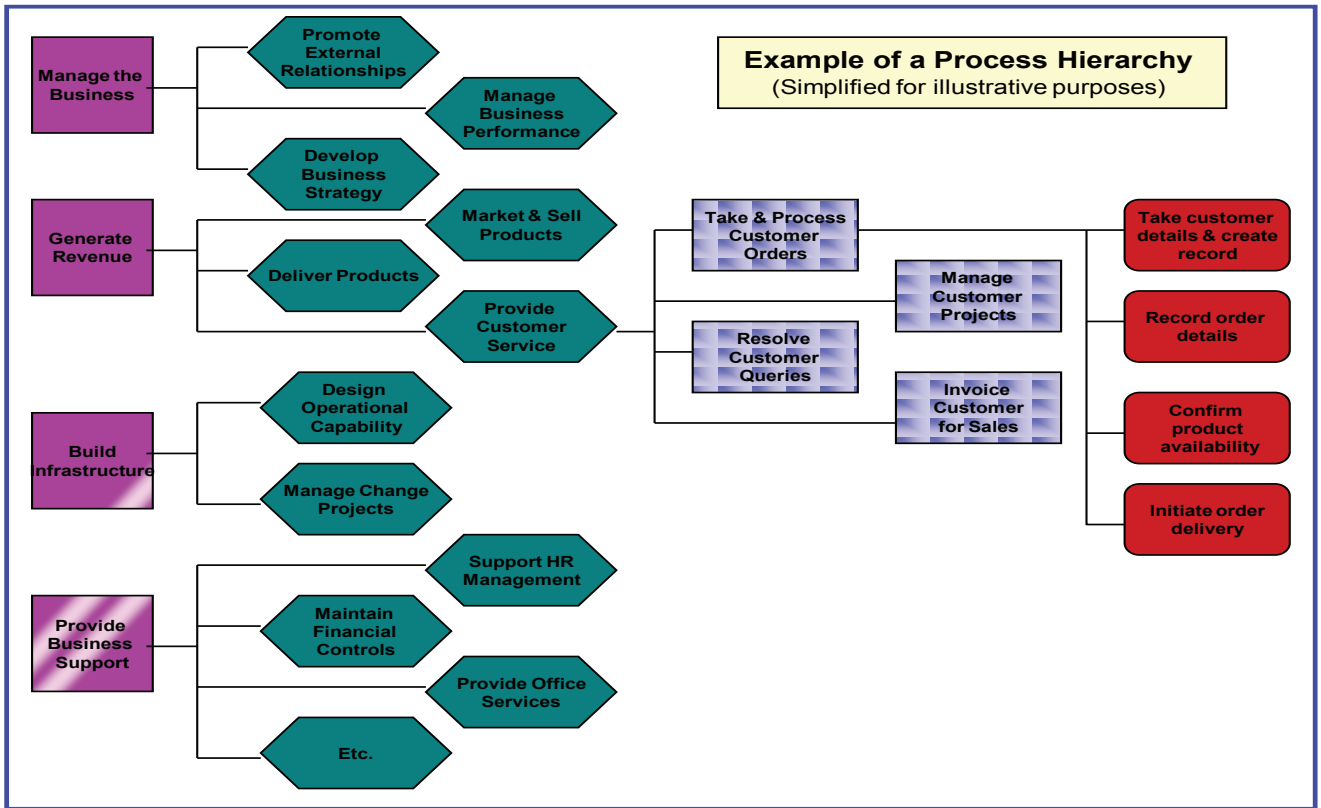 Example of a Process Hierarchy
(Simplified for illustrative purposes)
Manage the
Business
Promote
External
Relationships
Manage
Business
Performance
Develop
Business
Strategy
Generate
Revenue
Market & Sell
Products
Deliver Products
Provide
Customer
Service
Take & Process
Customer
Orders
Manage
Customer
Projects
Resolve
Customer
Queries
Invoice
Customer
for Sales
Take customer
details & create
record
Record order
details
Confirm
product
availability
Initiate order
delivery
Build
Infrastructure
Design
Operational
Capability
Manage Change
Projects
Provide
Business
Support
Support HR
Management
Maintain
Financial
Controls
Provide Office
Services
Etc.